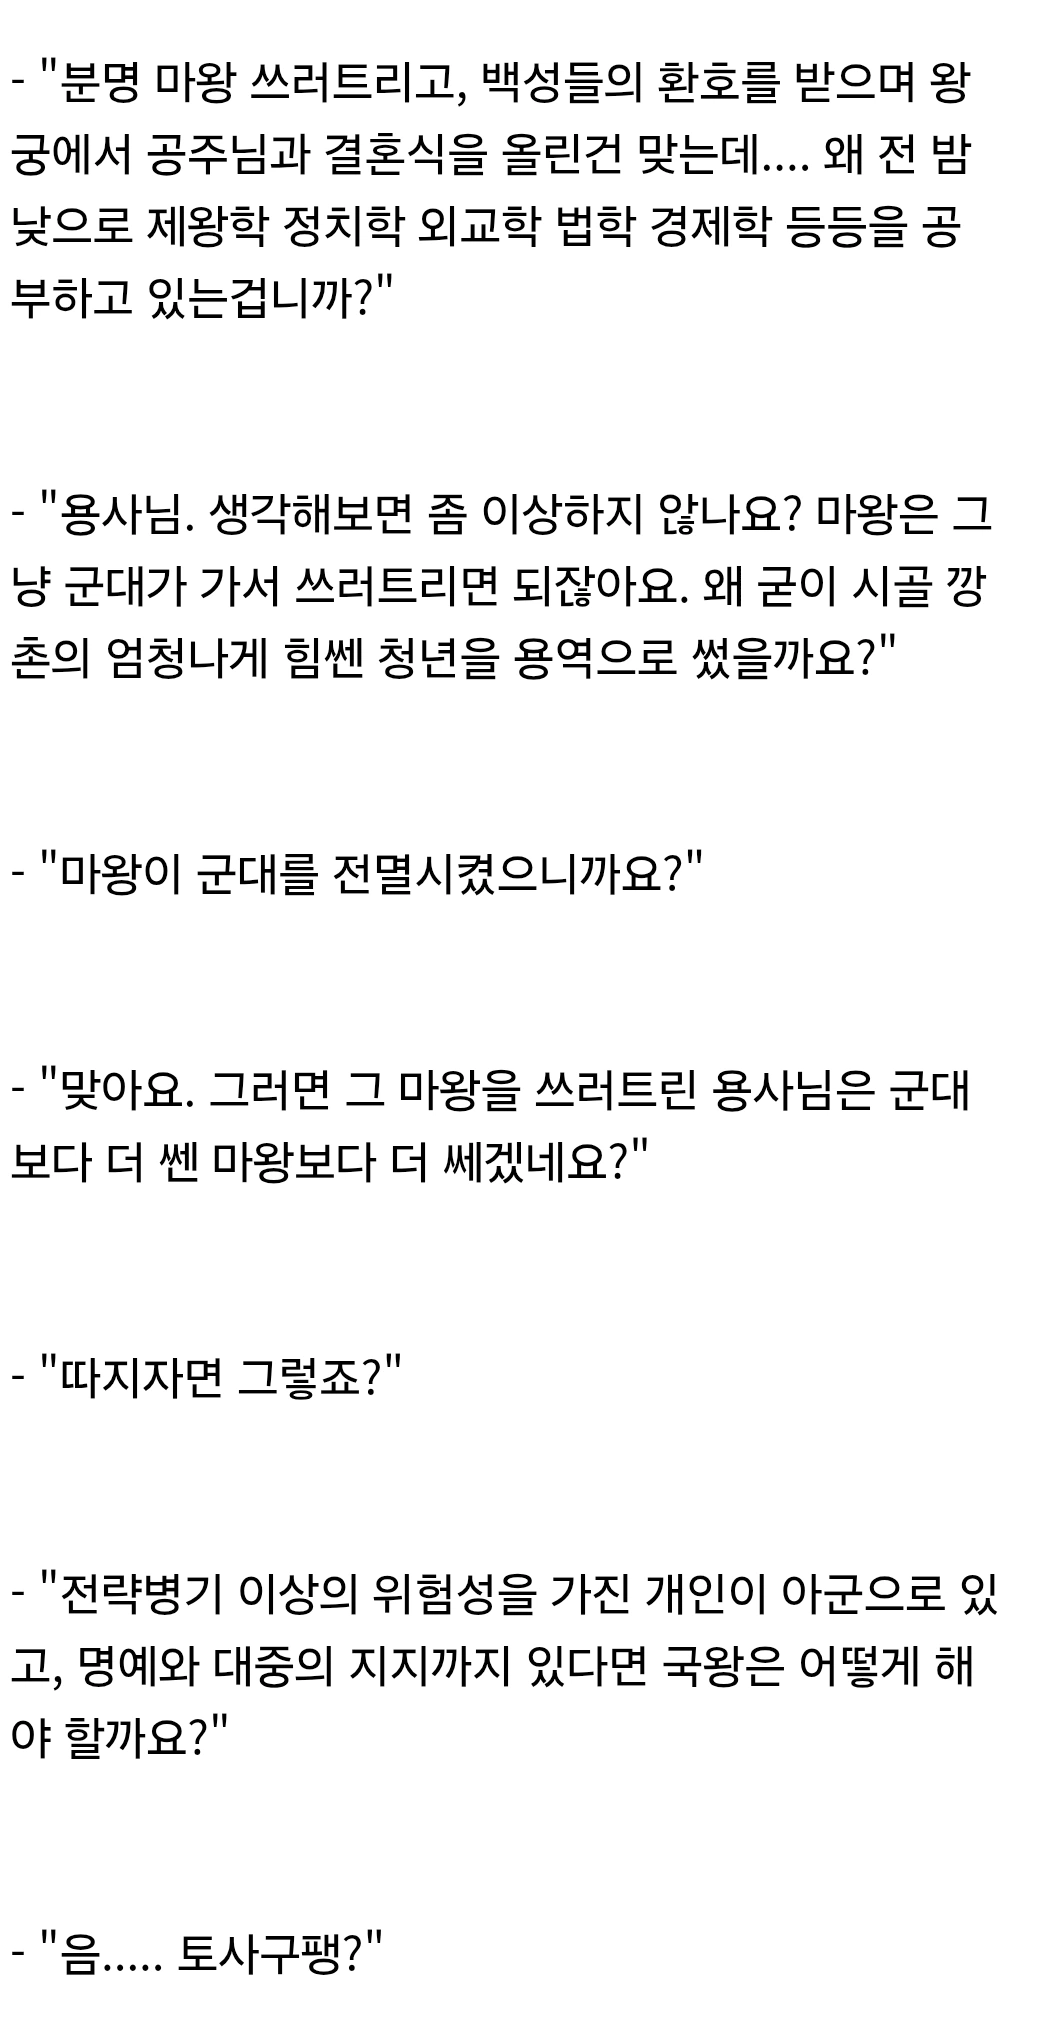 - "분명 마왕 쓰러트리고, 백성들의 환호를 받으며 왕
궁에서 공주님과 결혼식을 올린건 맞는데.... 왜 전 밤
낮으로 제왕학 정치학 외교학 법학 경제학 등등을 공
부하고 있는겁니까?"
- "용사님. 생각해보면 좀 이상하지 않나요? 마왕은 그
냥 군대가 가서 쓰러트리면 되잖아요. 왜 굳이 시골 깡
촌의 엄청나게 힘쎈 청년을 용역으로 썼을까요?"
- "마왕이 군대를 전멸시켰으니까요?"
- "맞아요. 그러면 그 마왕을 쓰러트린 용사님은 군대
보다 더 쎈 마왕보다 더 쎄겠네요?"
- "따지자면 그렇죠?"
- "전략병기 이상의 위험성을 가진 개인이 아군으로 있
고, 명예와 대중의 지지까지 있다면 국왕은 어떻게 해
야 할까요?"
- "음..... 토사구팽?"